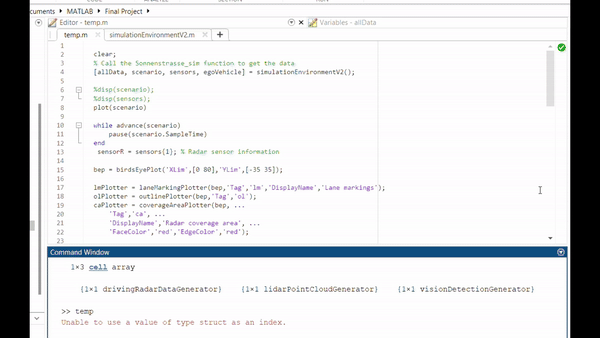 cuments ▸ MATLAB ▸ Final Project ▸
Editor - temp.m
Variables - allData
temp.m × simulationEnvironmentV2.m × +
1
2 clear;
3 % Call the Sonnenstrasse_sim function to get the data
4 [allData, scenario, sensors, egoVehicle] = simulationEnvironmentV2();
5
6 %disp(scenario);
7 %disp(sensors);
8 plot(scenario)
9
10 while advance(scenario)
11 pause(scenario.SampleTime)
12 end
13 sensorR = sensors{1}; % Radar sensor information
14
15 bep = birdsEyePlot('XLim',[0 80],'YLim',[-35 35]);
16
17 lmPlotter = laneMarkingPlotter(bep,'Tag','lm','DisplayName','Lane markings');
18 olPlotter = outlinePlotter(bep,'Tag','ol');
19 caPlotter = coverageAreaPlotter(bep, ...
20 'Tag','ca', ...
21 'DisplayName','Radar coverage area', ...
22 'FaceColor','red','EdgeColor','red');
23
Command Window
1×3 cell array
{1×1 drivingRadarDataGenerator} {1×1 lidarPointCloudGenerator} {1×1 visionDetectionGenerator}
>> temp
Unable to use a value of type struct as an index.